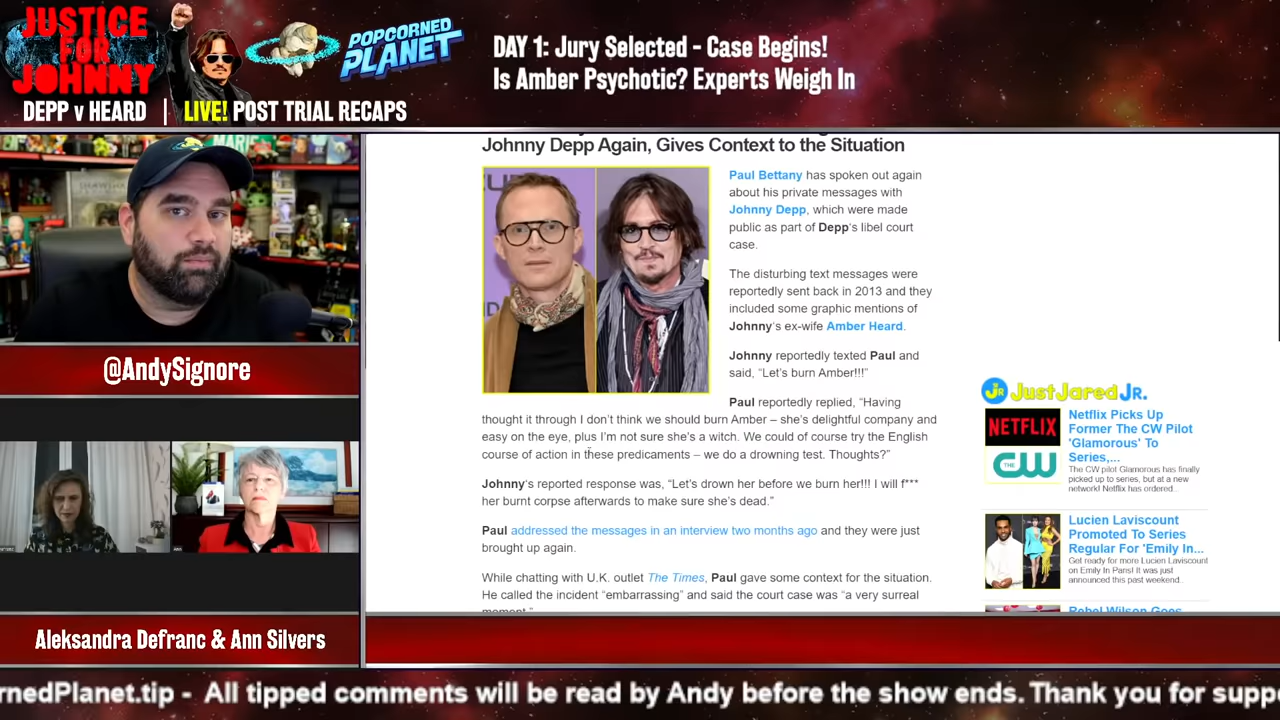 JUSTICE
FOR
JOHNNY
DEPP v HEARD | LIVE! POST TRIAL RECAPS
POPCORNED
PLANET
DAY 1: Jury Selected - Case Begins!
Is Amber Psychotic? Experts Weigh In
@AndySignore
Aleksandra Defranc & Ann Silvers
Johnny Depp Again, Gives Context to the Situation
Paul Bettany has spoken out again
about his private messages with
Johnny Depp, which were made
public as part of Depp's libel court
case.
The disturbing text messages were
reportedly sent back in 2013 and they
included some graphic mentions of
Johnny's ex-wife Amber Heard.
Johnny reportedly texted Paul and
said, “Let's burn Amber!!!”
Paul reportedly replied, “Having
thought it through I don't think we should burn Amber – she's delightful company and
easy on the eye, plus I'm not sure she's a witch. We could of course try the English
course of action in these predicaments – we do a drowning test. Thoughts?”
Johnny's reported response was, “Let's drown her before we burn her!!! I will f***
her burnt corpse afterwards to make sure she's dead.”
Paul addressed the messages in an interview two months ago and they were just
brought up again.
While chatting with U.K. outlet The Times, Paul gave some context for the situation.
He called the incident “embarrassing” and said the court case was “a very surreal
moment.”
JR JustJared Jr.
NETFLIX
THE CW
Netflix Picks Up
Former The CW Pilot
'Glamorous' To
Series,...
The CW pilot Glamorous has finally
picked up to series, but at a new
network! Netflix has ordered..
Lucien Laviscount
Promoted To Series
Regular For 'Emily In...
Get ready for more Lucien Laviscount
on Emily In Paris! It was just
announced this past weekend..
Rebel Wilson Goes
rnedPlanet.tip - All tipped comments will be read by Andy before the show ends. Thank you for suppo